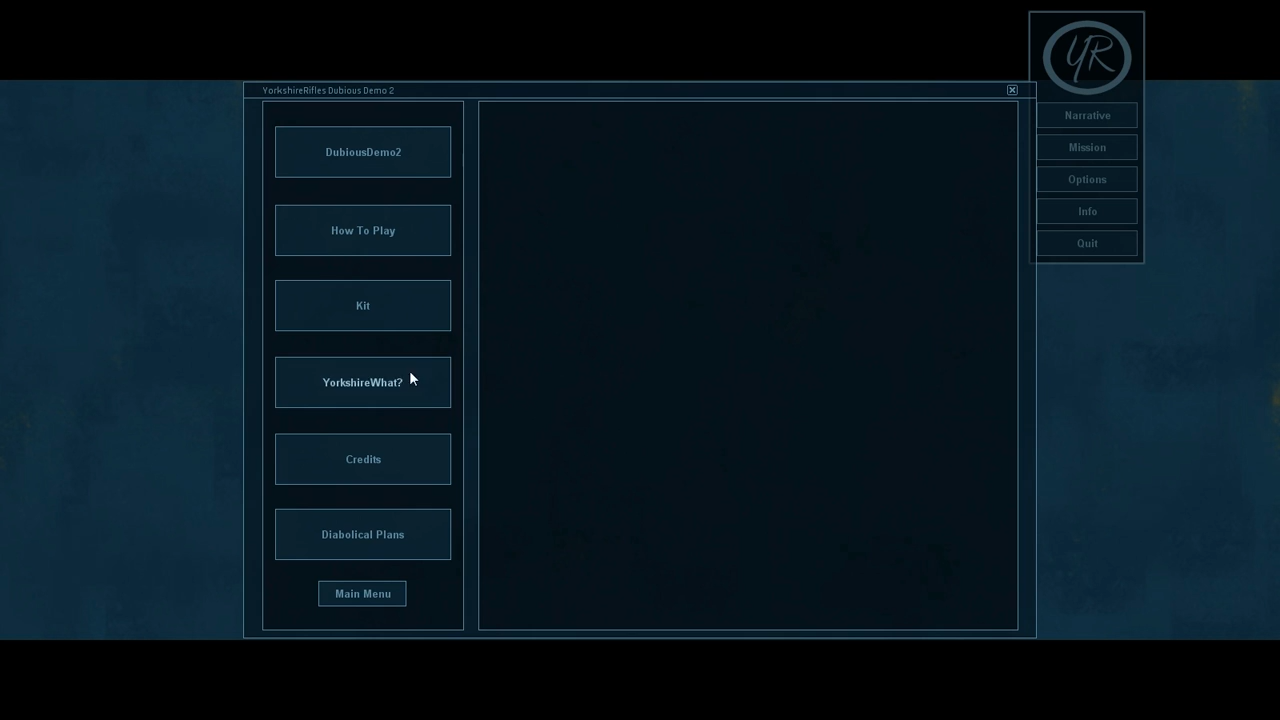 YR
YorkshireRifles Dubious Demo 2
DubiousDemo2
How To Play
Kit
YorkshireWhat?
Credits
Diabolical Plans
Main Menu
Narrative
Mission
Options
Info
Quit